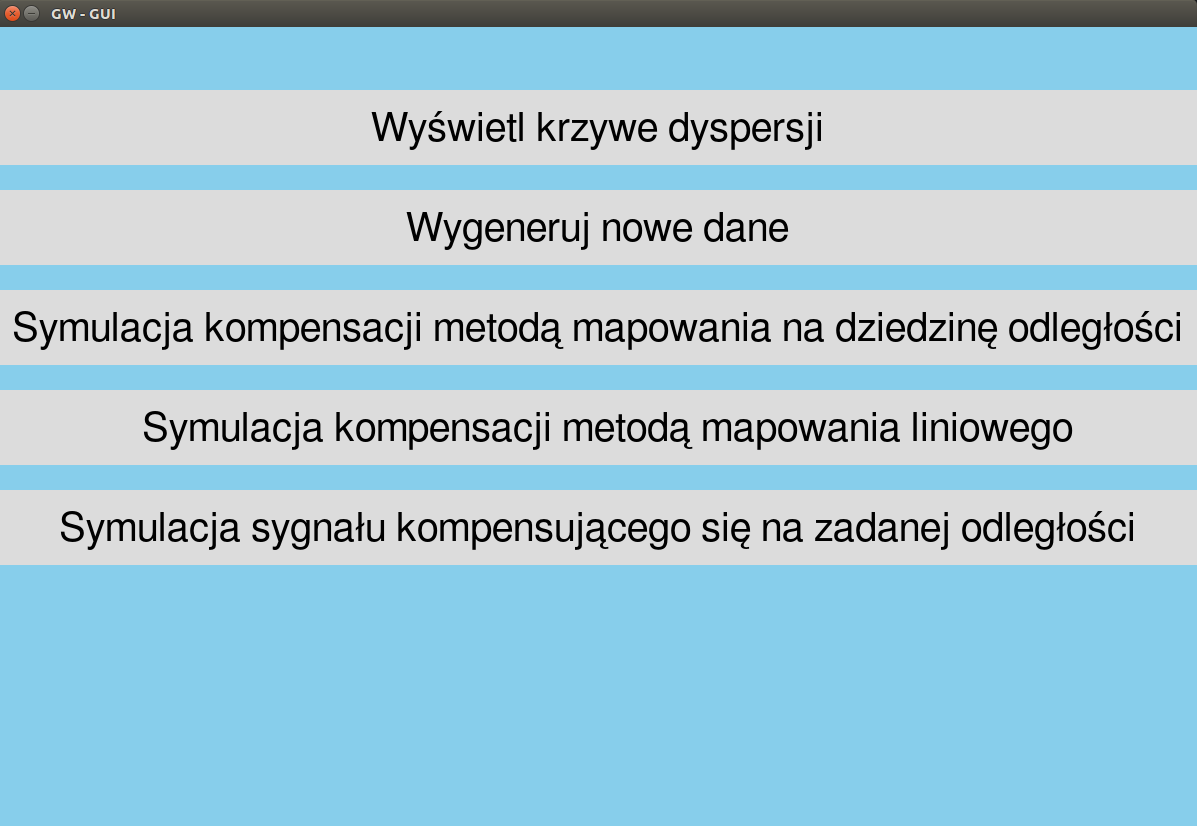 GW - GUI
Wyświetl krzywe dyspersji
Wygeneruj nowe dane
Symulacja kompensacji metodą mapowania na dziedzinę odległości
Symulacja kompensacji metodą mapowania liniowego
Symulacja sygnału kompensującego się na zadanej odległości